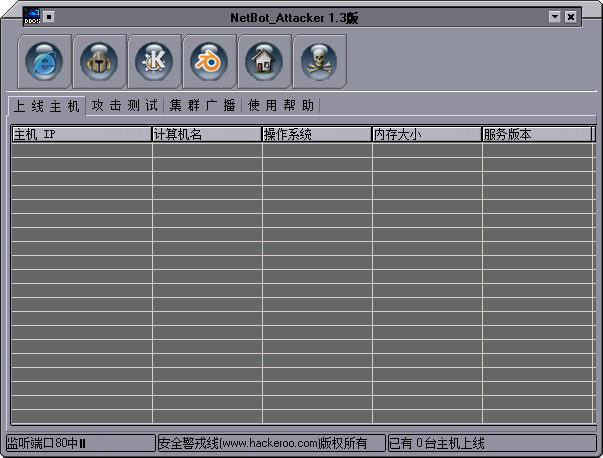 DDOS
NetBot_Attacker 1.3版
上线主机 攻击测试 集群广播 使用帮助
主机 IP 计算机名 操作系统 内存大小 服务版本
监听端口80中
安全警戒线(www.hackeroo.com)版权所有
已有 0 台主机上线